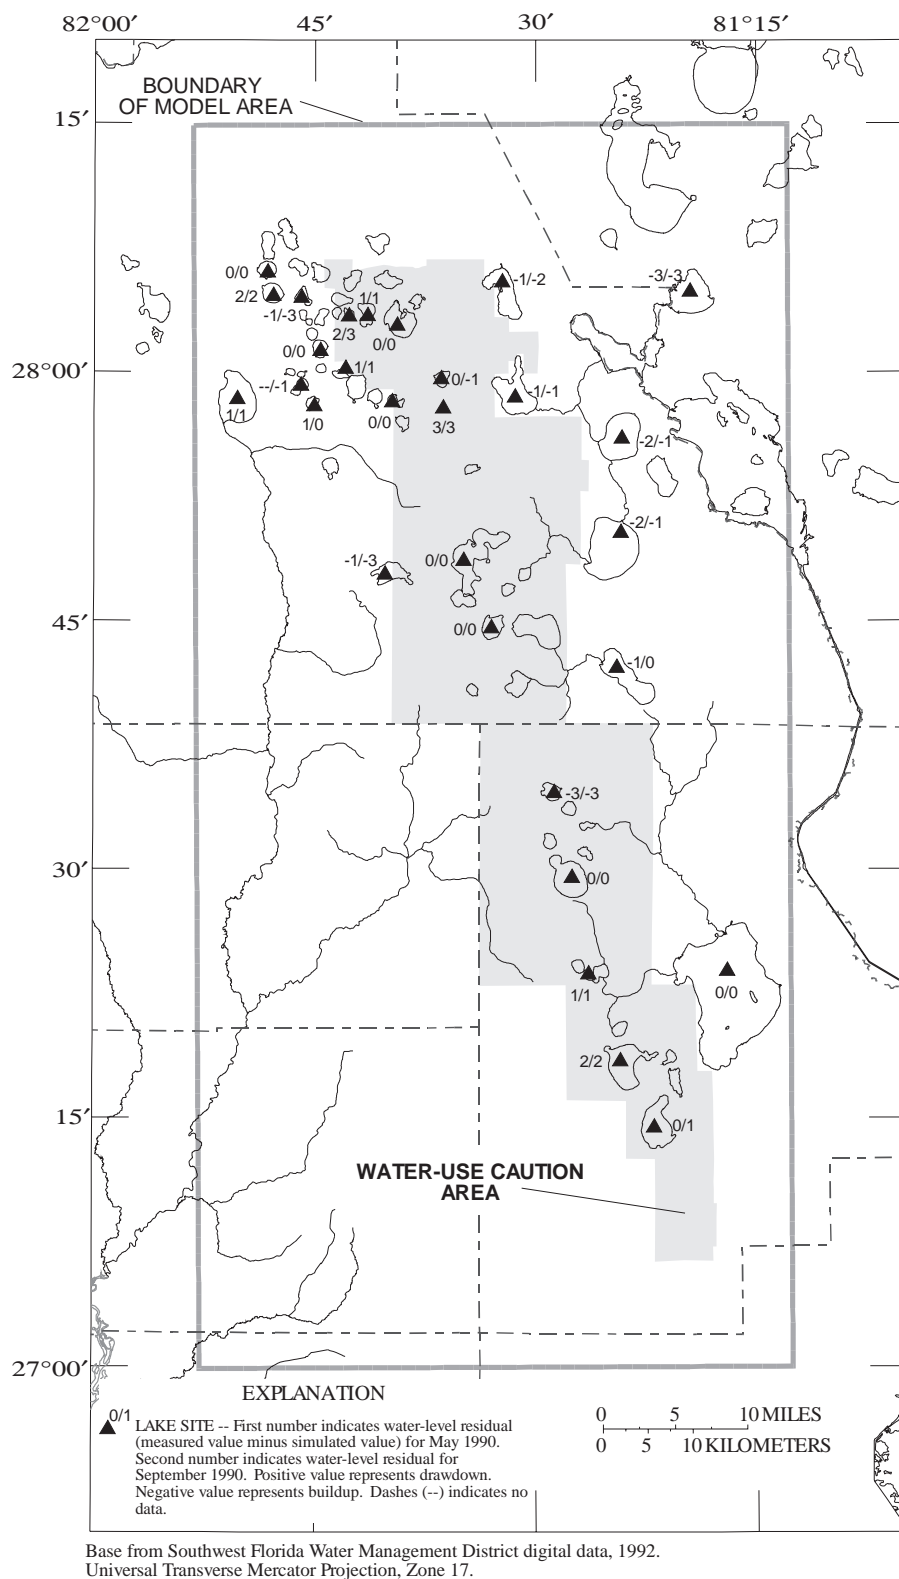 82°00′ 45′ 30′ 81°15′
BOUNDARY
OF MODEL AREA
15′
0/0
-1/-2
-3/-3
2/2
-1/-3
1/1
2/3
0/0
0/0
28°00′
1/1
--/-1
0/-1
-1/-1
1/1
1/0
0/0
3/3
-2/-1
-2/-1
-1/-3
0/0
45′
0/0
-1/0
-3/-3
30′
0/0
1/1
0/0
2/2
15′
0/1
WATER-USE CAUTION
AREA
27°00′
EXPLANATION
0/1
LAKE SITE -- First number indicates water-level residual
(measured value minus simulated value) for May 1990.
Second number indicates water-level residual for
September 1990. Positive value represents drawdown.
Negative value represents buildup. Dashes (--) indicates no
data.
0 5 10 MILES
0 5 10 KILOMETERS
Base from Southwest Florida Water Management District digital data, 1992.
Universal Transverse Mercator Projection, Zone 17.